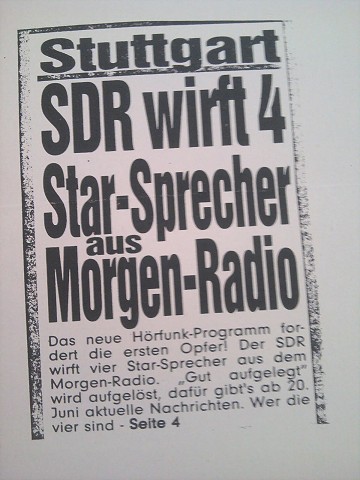 Stuttgart
SDR wirft 4
Star-Sprecher
aus
Morgen-Radio
Das neue Hörfunk-Programm for-
dert die ersten Opfer! Der SDR
wirft vier Star-Sprecher aus dem
Morgen-Radio. „Gut aufgelegt"
wird aufgelöst, dafür gibt's ab 20.
Juni aktuelle Nachrichten. Wer die
vier sind - Seite 4